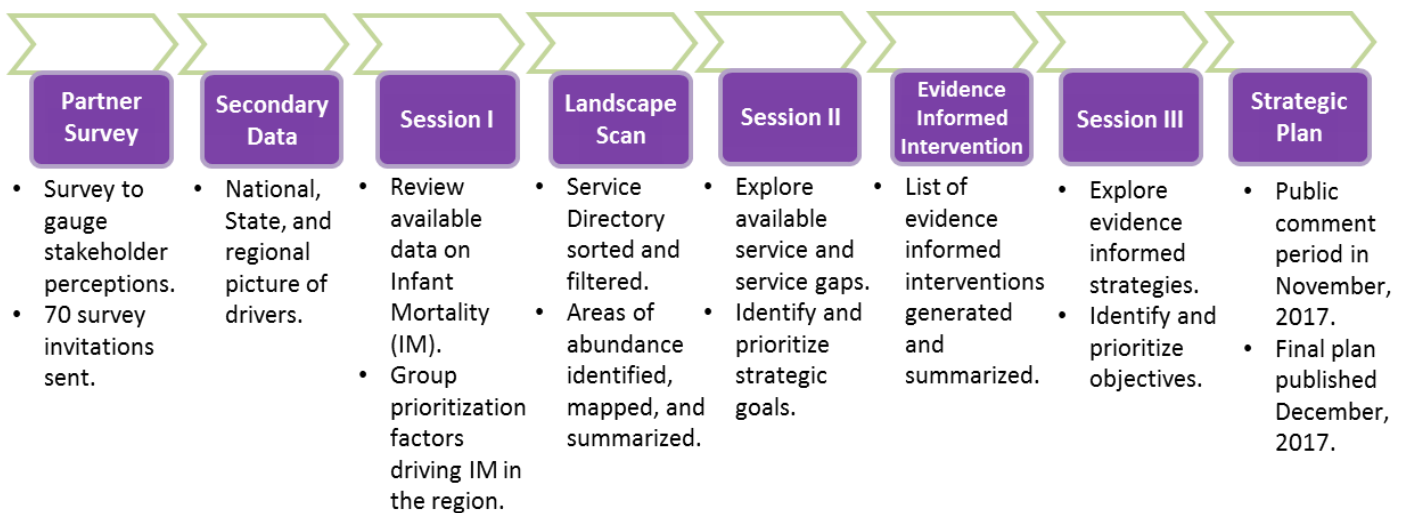 Partner
Survey
• Survey to
gauge
stakeholder
perceptions.
• 70 survey
invitations
sent.
Secondary
Data
• National,
State, and
regional
picture of
drivers.
Session I
• Review
available
data on
Infant
Mortality
(IM).
• Group
prioritization
factors
driving IM in
the region.
Landscape
Scan
• Service
Directory
sorted and
filtered.
• Areas of
abundance
identified,
mapped, and
summarized.
Session II
• Explore
available
service and
service gaps.
• Identify and
prioritize
strategic
goals.
Evidence
Informed
Intervention
• List of
evidence
informed
interventions
generated
and
summarized.
Session III
• Explore
evidence
informed
strategies.
• Identify and
prioritize
objectives.
Strategic
Plan
• Public
comment
period in
November,
2017.
• Final plan
published
December,
2017.